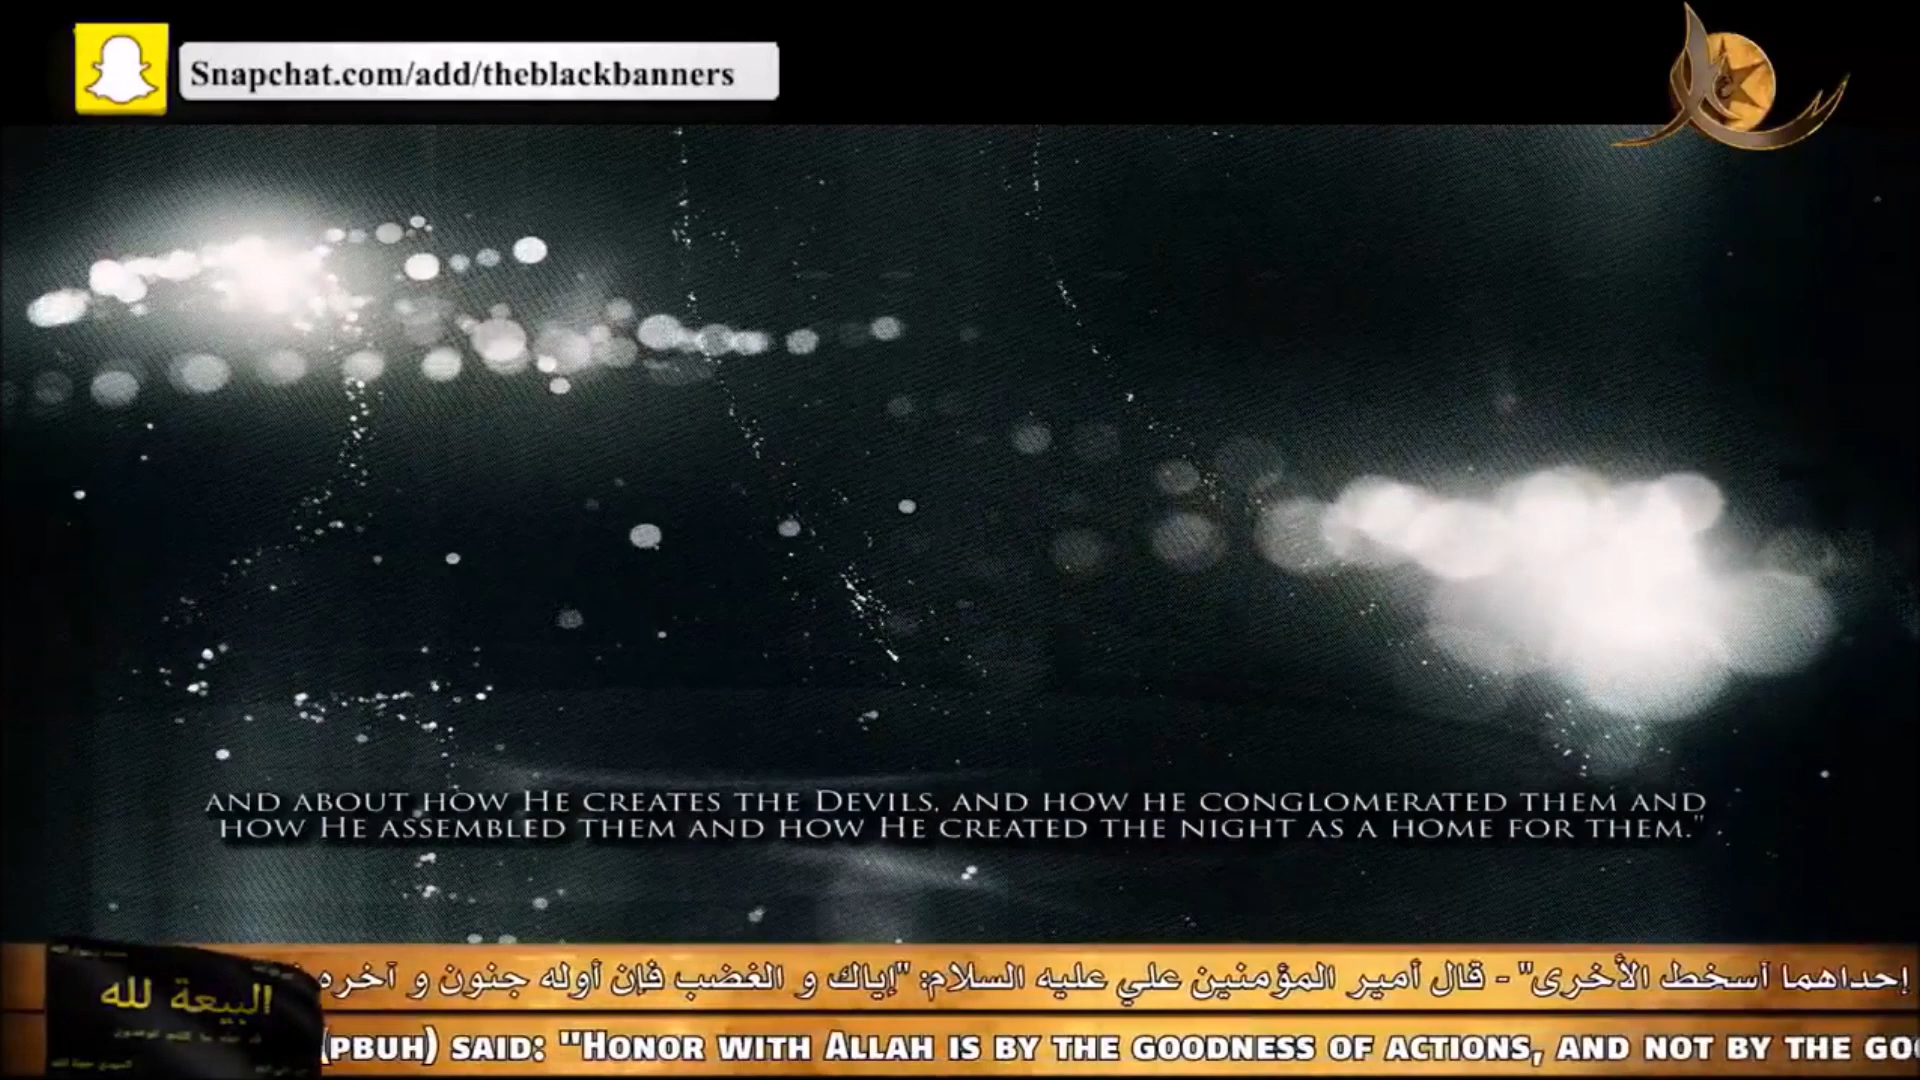 Snapchat.com/add/theblackbanners
AND ABOUT HOW HE CREATES THE DEVILS, AND HOW HE CONGLOMERATED THEM AND
HOW HE ASSEMBLED THEM AND HOW HE CREATED THE NIGHT AS A HOME FOR THEM."
إحداهما أسخط الأخرى" - قال أمير المؤمنين علي عليه السلام: "إياك و الغضب فإن أوله جنون و آخره
البيعة لله
(PBUH) SAID: "HONOR WITH ALLAH IS BY THE GOODNESS OF ACTIONS, AND NOT BY THE